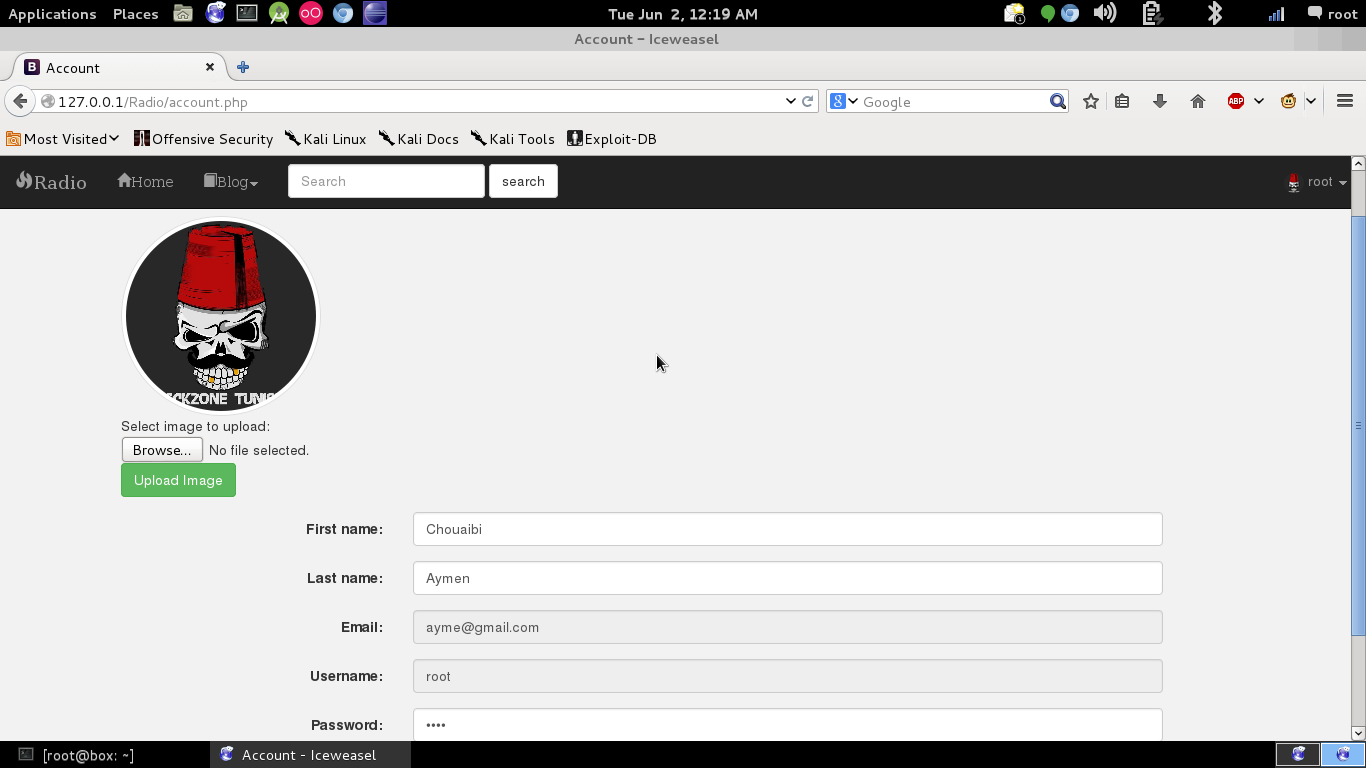 Applications Places Tue Jun 2, 12:19 AM root
Account - Iceweasel
B Account
127.0.0.1/Radio/account.php Google ABP
Most Visited Offensive Security Kali Linux Kali Docs Kali Tools Exploit-DB
Radio Home Blog Search search root
Select image to upload:
Browse... No file selected.
Upload Image
First name: Chouaibi
Last name: Aymen
Email: ayme@gmail.com
Username: root
Password: ••••
[root@box: ~] Account - Iceweasel